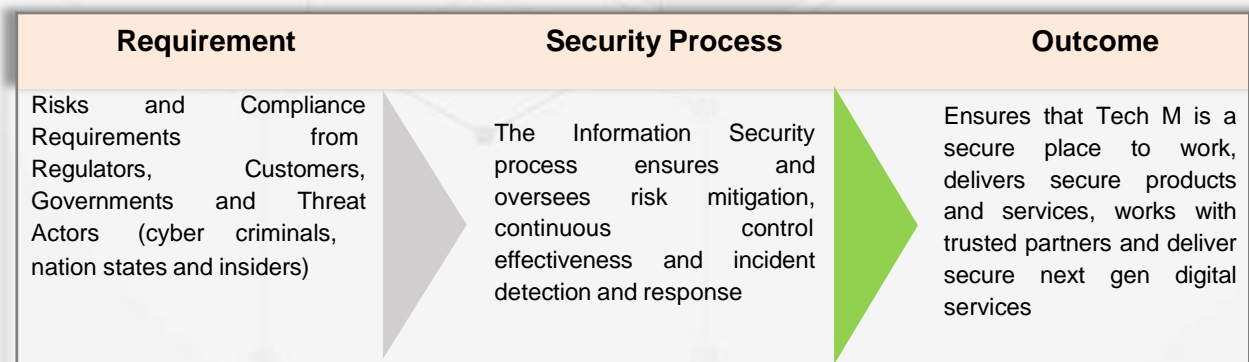 Requirement
Security Process
Outcome
Risks and Compliance
Requirements from
Regulators, Customers,
Governments and Threat
Actors (cyber criminals,
nation states and insiders)
The Information Security
process ensures and
oversees risk mitigation,
continuous control
effectiveness and incident
detection and response
Ensures that Tech M is a
secure place to work,
delivers secure products
and services, works with
trusted partners and deliver
secure next gen digital
services